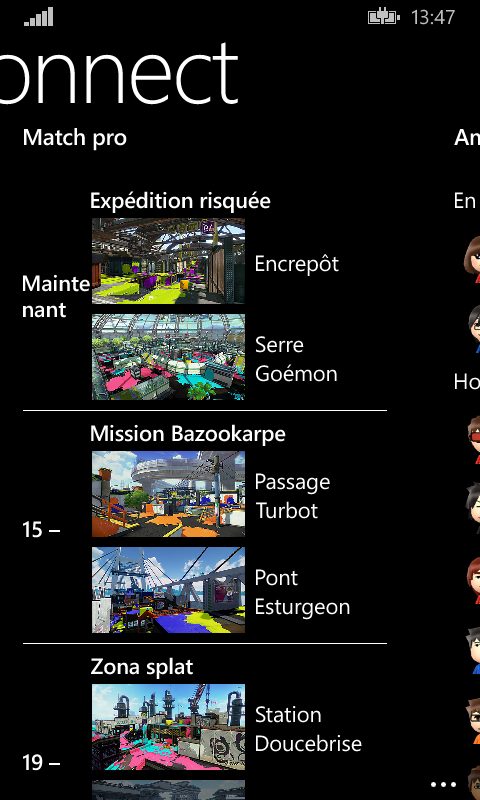 13:47
onnect
Match pro
An
Expédition risquée
En
Mainte
nant
Encrepôt
Serre
Goémon
Ho
Mission Bazookarpe
15 –
Passage
Turbot
Pont
Esturgeon
Zona splat
19 –
Station
Doucebrise